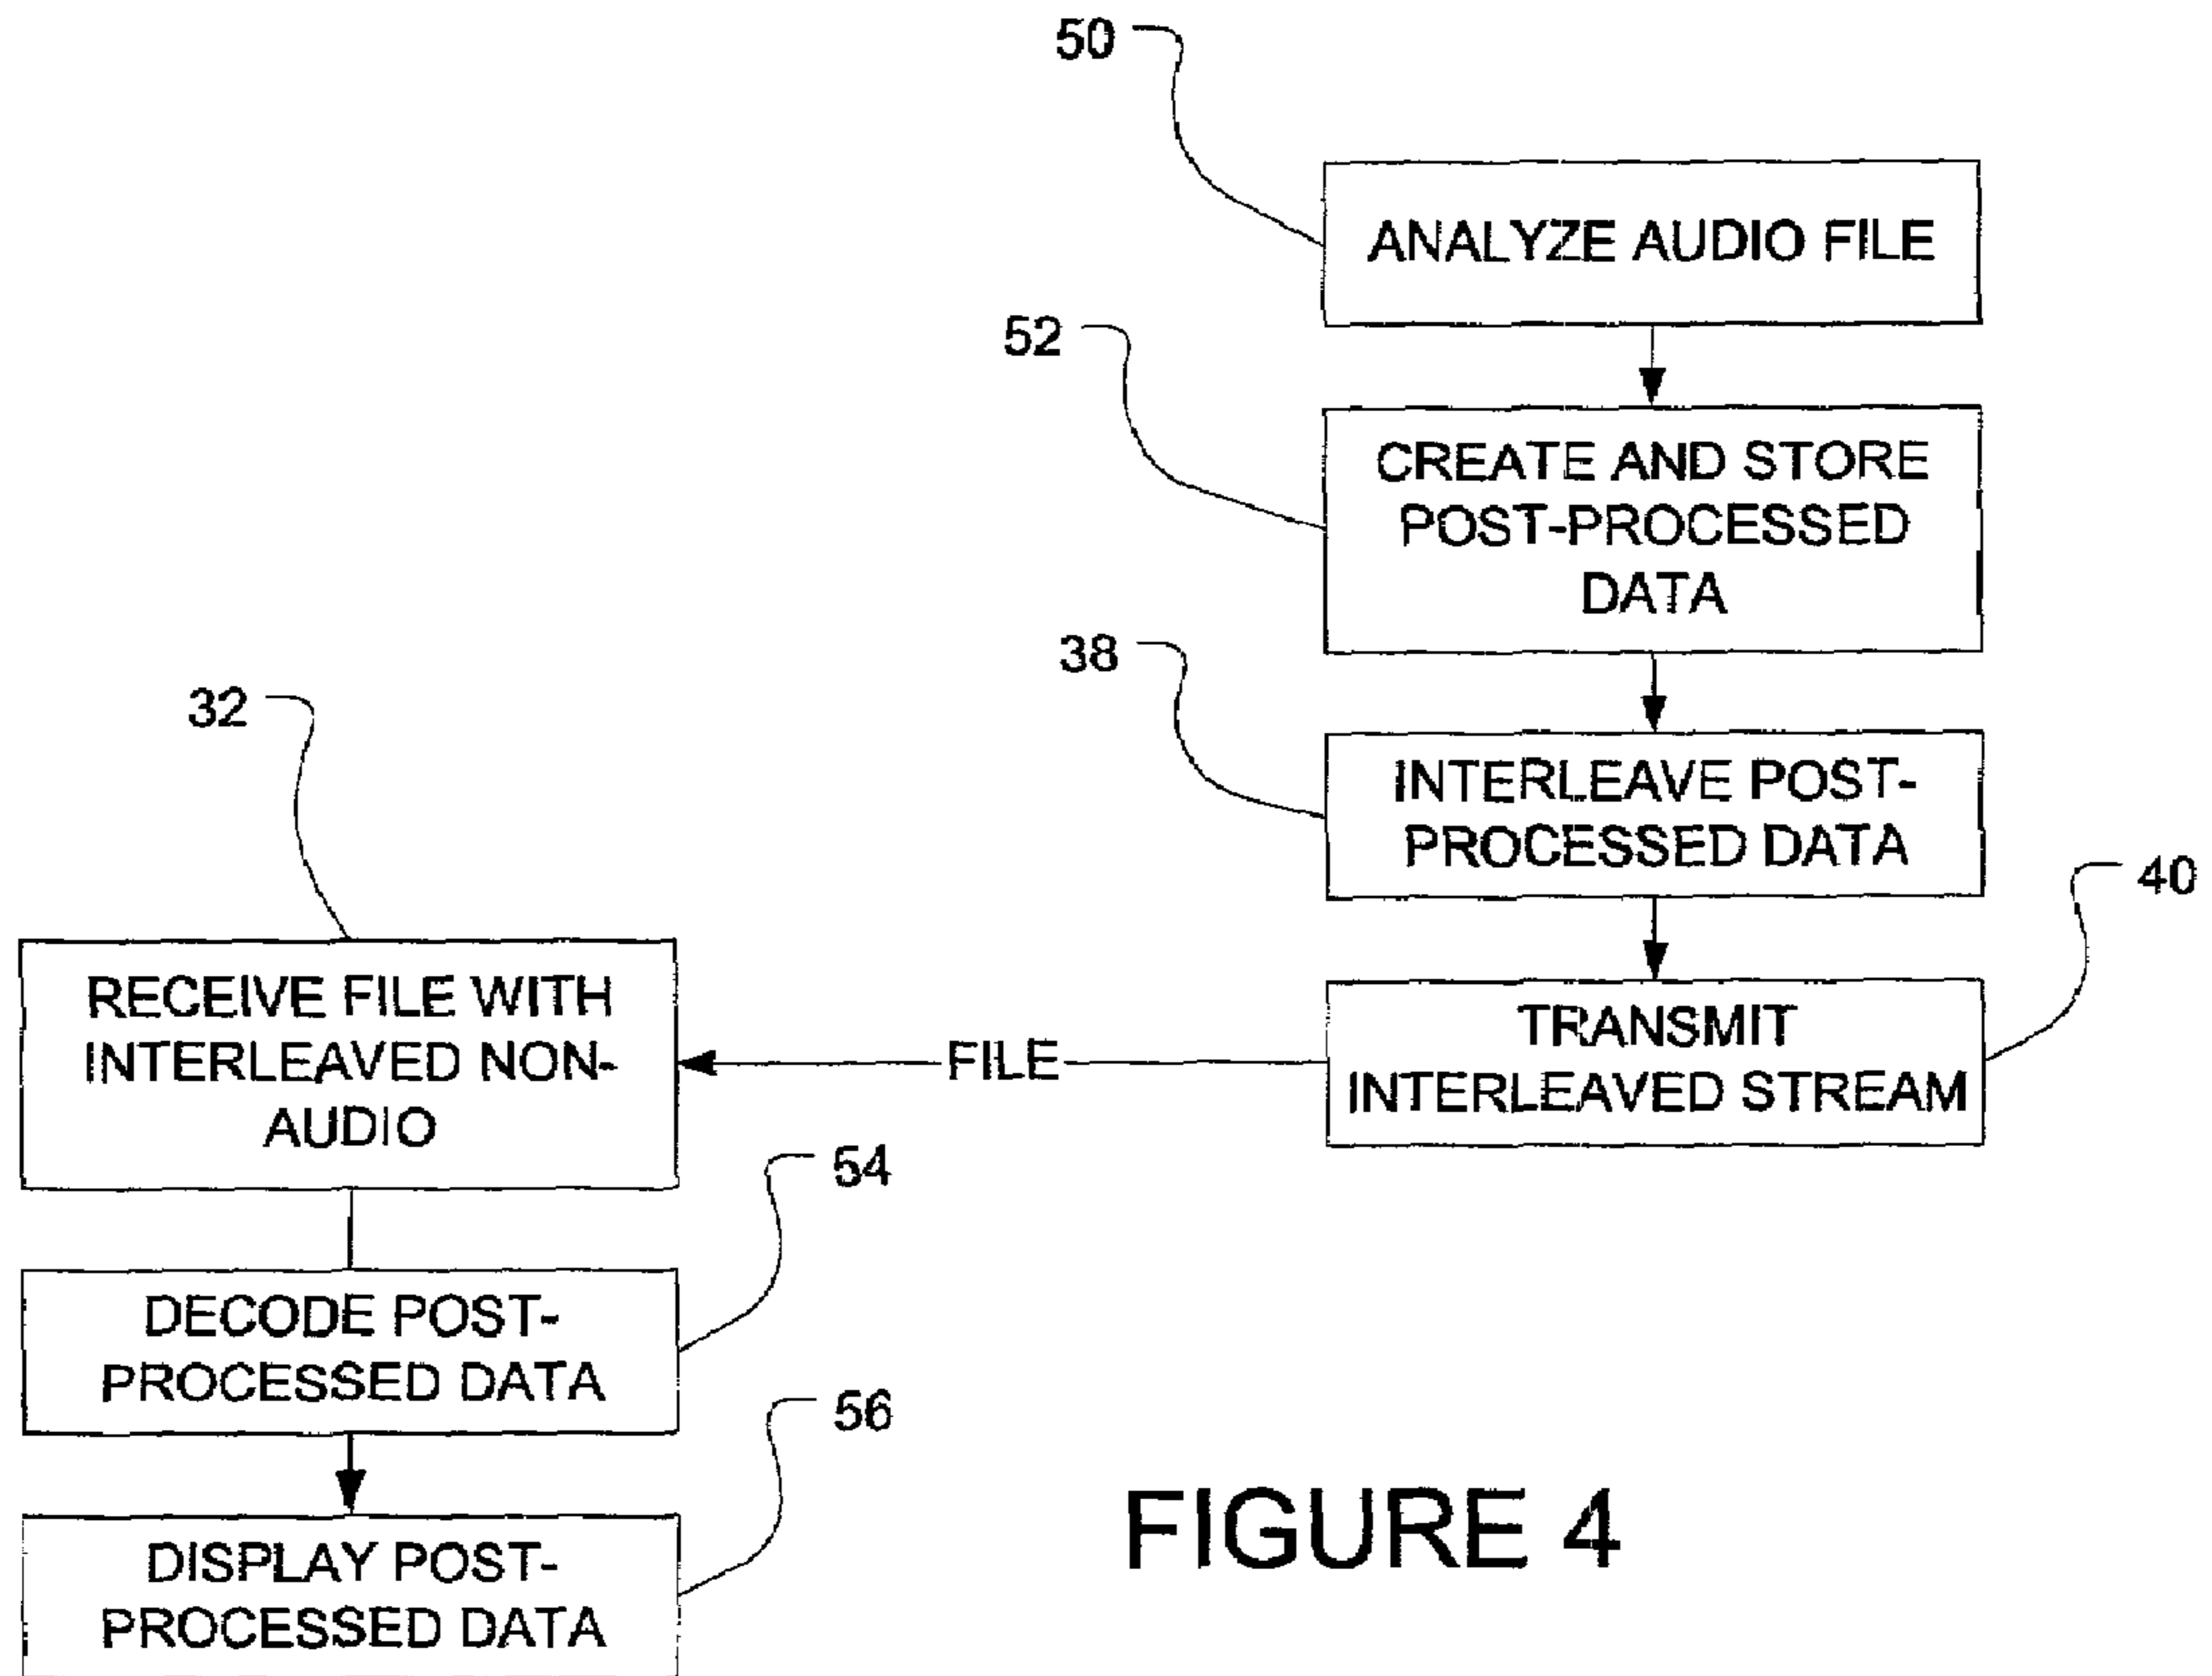 50
ANALYZE AUDIO FILE
52
CREATE AND STORE
POST-PROCESSED
DATA
38
INTERLEAVE POST-
PROCESSED DATA
40
TRANSMIT
INTERLEAVED STREAM
FILE
32
RECEIVE FILE WITH
INTERLEAVED NON-
AUDIO
54
DECODE POST-
PROCESSED DATA
56
DISPLAY POST-
PROCESSED DATA
FIGURE 4